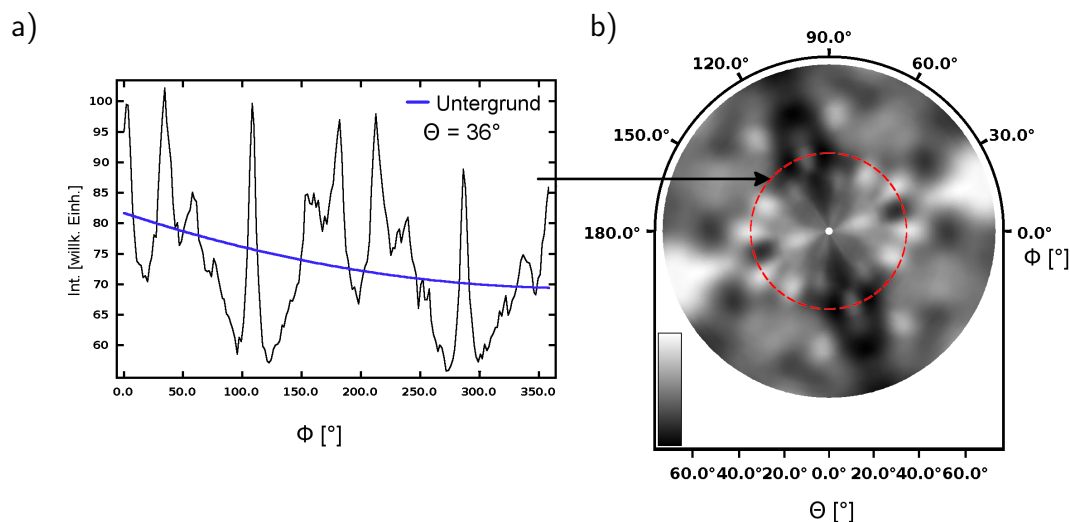 a)
Int. [willk. Einh.]
100
95
90
85
80
75
70
65
60
Untergrund
Θ = 36°
0.0 50.0 100.0 150.0 200.0 250.0 300.0 350.0
Φ [°]
b)
90.0°
120.0° 60.0°
150.0° 30.0°
180.0° 0.0°
Φ [°]
60.0° 40.0° 20.0° 0.0° 20.0° 40.0° 60.0°
Θ [°]